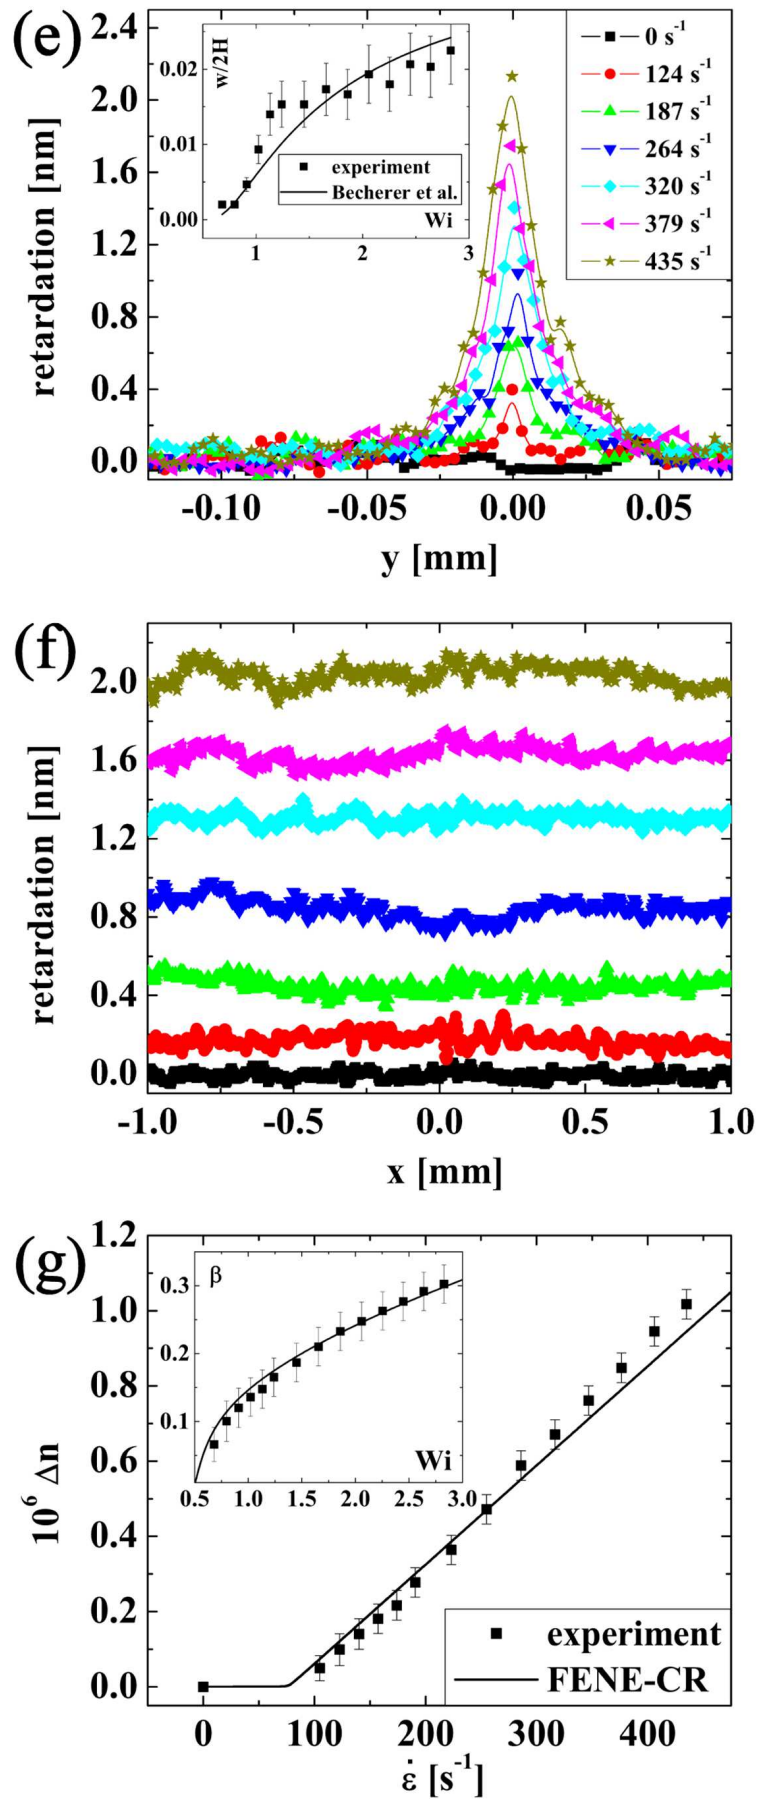 (e)
2.4
2.0
1.6
1.2
0.8
0.4
0.0
retardation [nm]
-0.10
-0.05
0.00
0.05
y [mm]
w/2H
0.02
0.01
0.00
1
2
3
experiment
Becherer et al.
Wi
0 s⁻¹
124 s⁻¹
187 s⁻¹
264 s⁻¹
320 s⁻¹
379 s⁻¹
435 s⁻¹
(f)
2.0
1.6
1.2
0.8
0.4
0.0
retardation [nm]
-1.0
-0.5
0.0
0.5
1.0
x [mm]
(g)
1.2
1.0
0.8
0.6
0.4
0.2
0.0
10⁶ Δn
β
0.3
0.2
0.1
Wi
0.5
1.0
1.5
2.0
2.5
3.0
experiment
FENE-CR
0
100
200
300
400
ε̇ [s⁻¹]